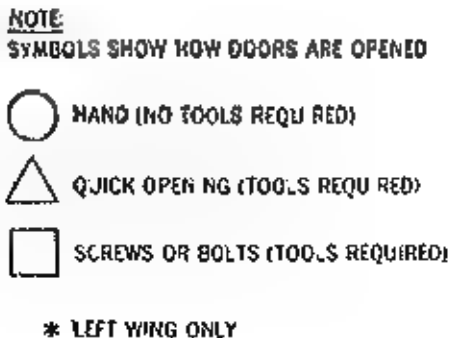 NOTE:
SYMBOLS SHOW HOW DOORS ARE OPENED
HAND (NO TOOLS REQUIRED)
QUICK OPENING (TOOLS REQUIRED)
SCREWS OR BOLTS (TOOLS REQUIRED)
* LEFT WING ONLY